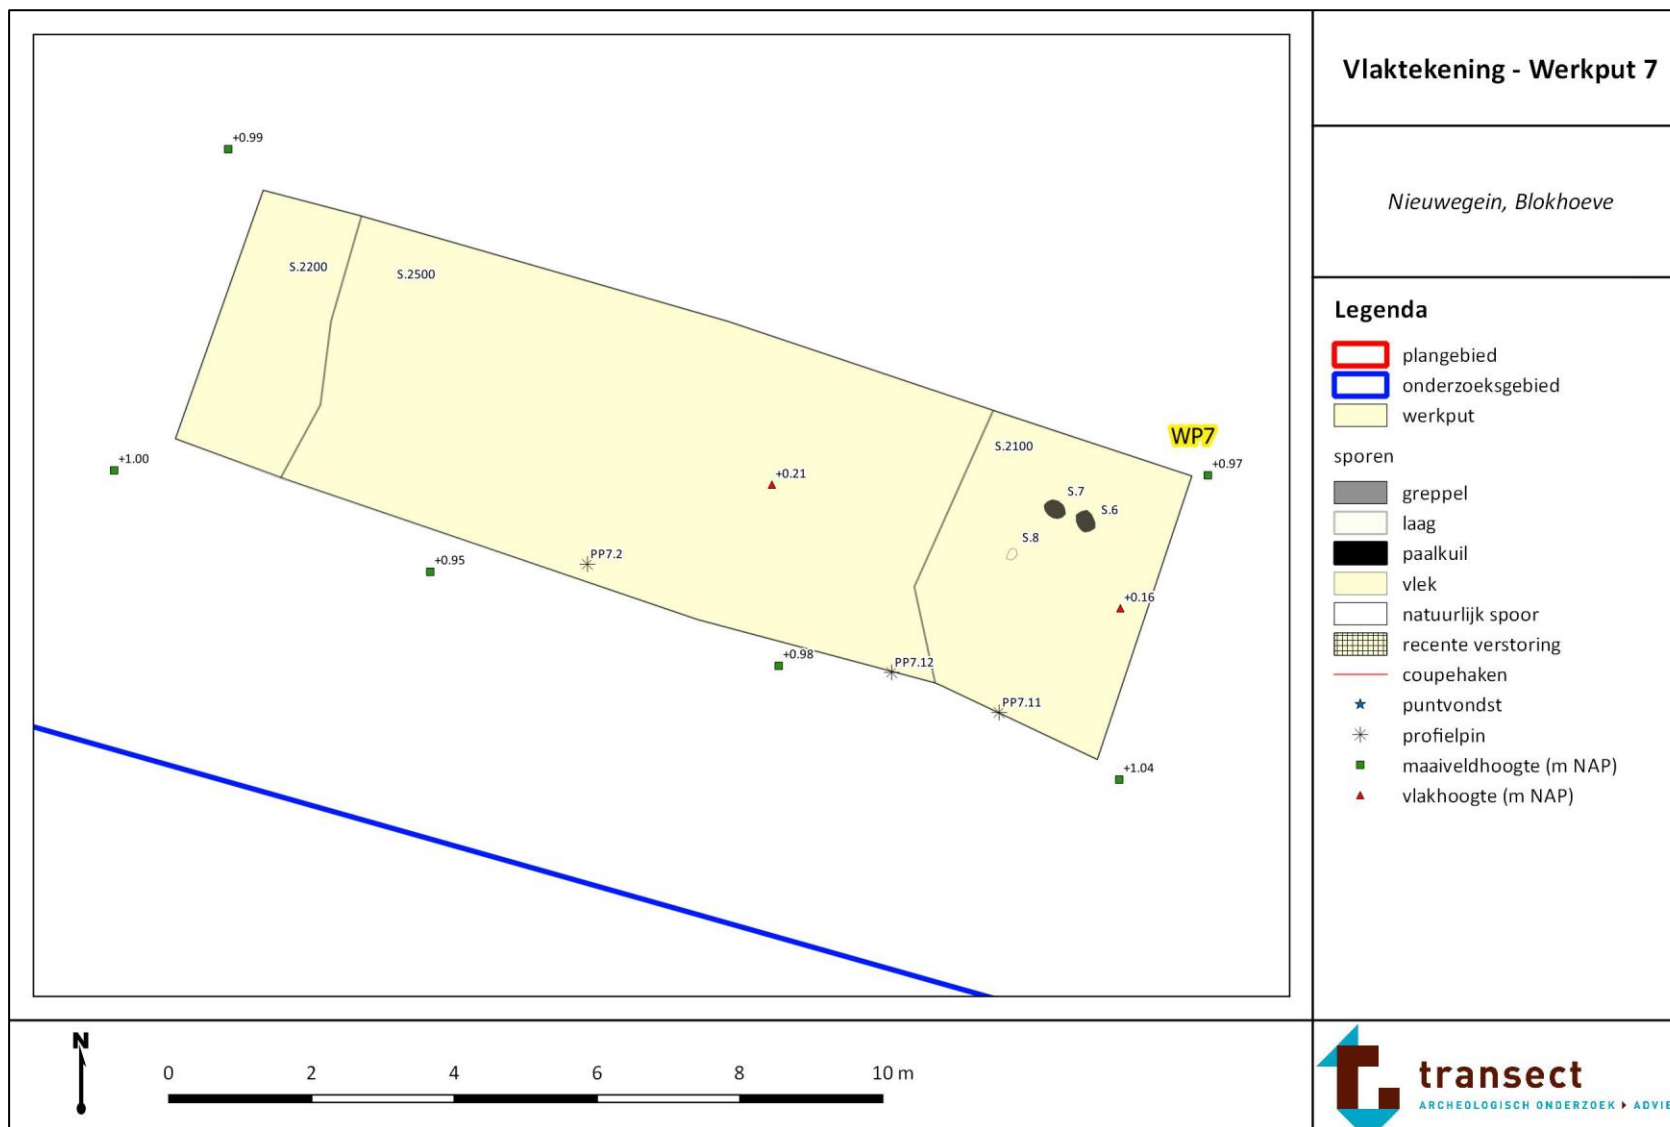 Vlaktekening - Werkput 7
Nieuwegein, Blokhoeve
+0.99
S.2200
S.2500
S.2100
WP7
+1.00
+0.97
+0.21
S.7
S.6
S.8
+0.95
PP7.2
+0.16
+0.98
PP7.12
PP7.11
+1.04
Legenda
plangebied
onderzoeksgebied
werkput
sporen
greppel
laag
paalkuil
vlek
natuurlijk spoor
recente verstoring
coupehaken
puntvondst
profielpin
maaiveldhoogte (m NAP)
vlakhoogte (m NAP)
N
0 2 4 6 8 10 m
transect
ARCHEOLOGISCH ONDERZOEK ▸ ADVIE